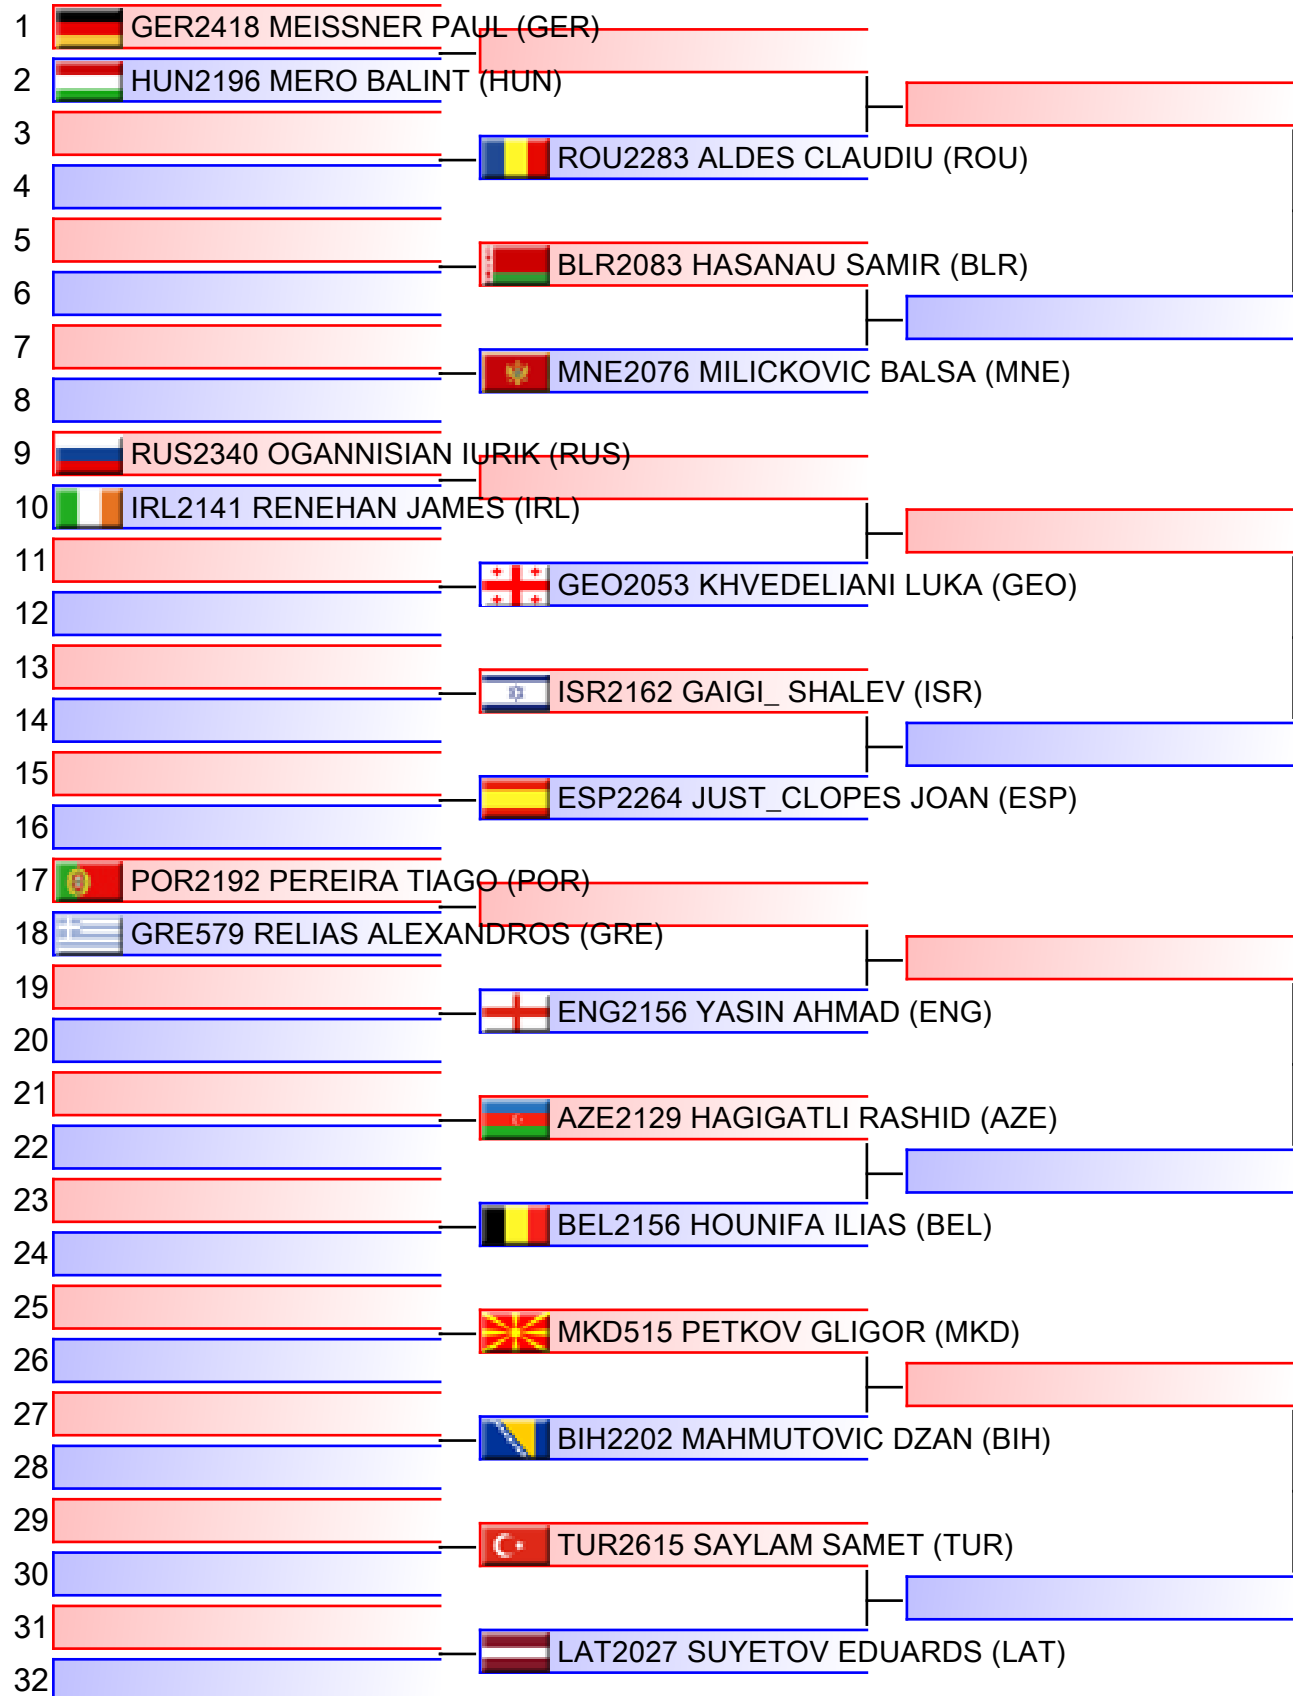 1 GER2418 MEISSNER PAUL (GER)
2 HUN2196 MERO BALINT (HUN)
3
ROU2283 ALDES CLAUDIU (ROU)
4
5
BLR2083 HASANAU SAMIR (BLR)
6
7
MNE2076 MILICKOVIC BALSA (MNE)
8
9 RUS2340 OGANNISIAN IURIK (RUS)
10 IRL2141 RENEHAN JAMES (IRL)
11
GEO2053 KHVEDELIANI LUKA (GEO)
12
13
ISR2162 GAIGI_ SHALEV (ISR)
14
15
ESP2264 JUST_CLOPES JOAN (ESP)
16
17 POR2192 PEREIRA TIAGO (POR)
18 GRE579 RELIAS ALEXANDROS (GRE)
19
ENG2156 YASIN AHMAD (ENG)
20
21
AZE2129 HAGIGATLI RASHID (AZE)
22
23
BEL2156 HOUNIFA ILIAS (BEL)
24
25
MKD515 PETKOV GLIGOR (MKD)
26
27
BIH2202 MAHMUTOVIC DZAN (BIH)
28
29
TUR2615 SAYLAM SAMET (TUR)
30
31
LAT2027 SUYETOV EDUARDS (LAT)
32